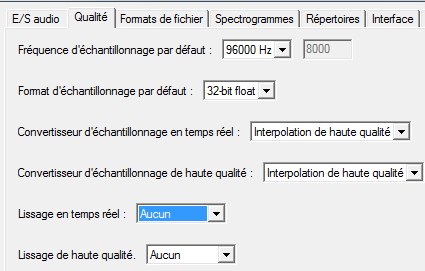 E/S audio Qualité Formats de fichier Spectrogrammes Répertoires Interface
Fréquence d'échantillonnage par défaut : 96000 Hz 8000
Format d'échantillonnage par défaut : 32-bit float
Convertisseur d'échantillonnage en temps réel : Interpolation de haute qualité
Convertisseur d'échantillonnage de haute qualité : Interpolation de haute qualité
Lissage en temps réel : Aucun
Lissage de haute qualité. Aucun